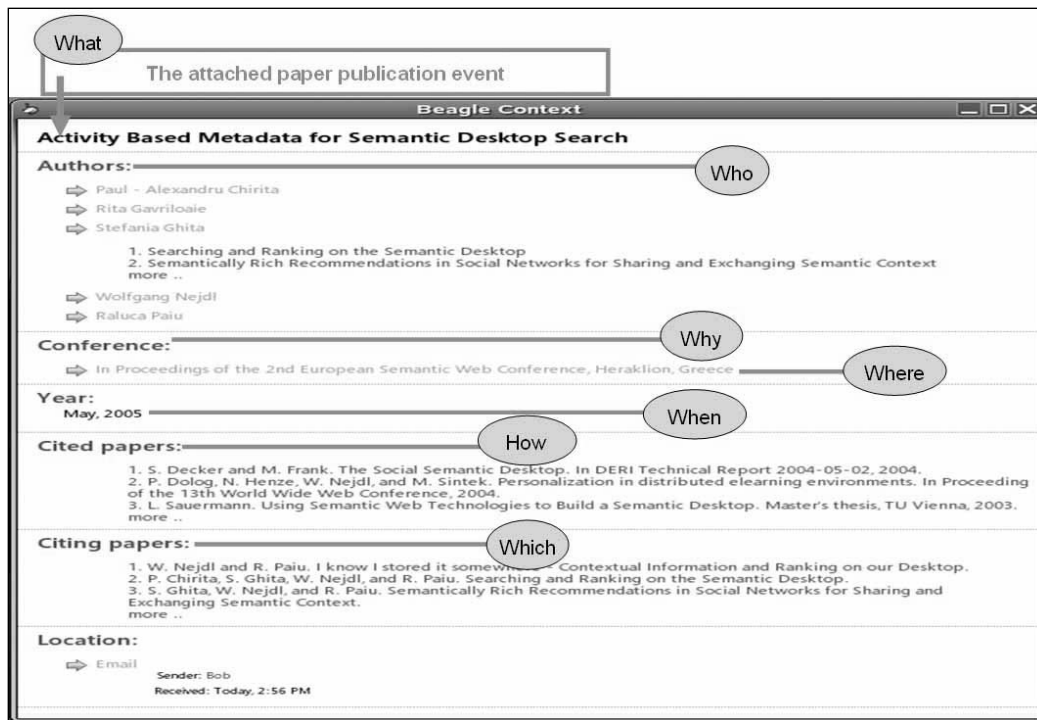 What
The attached paper publication event
Beagle Context
Activity Based Metadata for Semantic Desktop Search
Authors:
Who
Paul - Alexandru Chirita
Rita Gavriloaie
Stefania Ghita
1. Searching and Ranking on the Semantic Desktop
2. Semantically Rich Recommendations in Social Networks for Sharing and Exchanging Semantic Context
more ..
Wolfgang Nejdl
Raluca Paiu
Why
Conference:
In Proceedings of the 2nd European Semantic Web Conference, Heraklion, Greece
Where
Year:
May, 2005
When
How
Cited papers:
1. S. Decker and M. Frank. The Social Semantic Desktop. In DERI Technical Report 2004-05-02, 2004.
2. P. Dolog, N. Henze, W. Nejdl, and M. Sintek. Personalization in distributed elearning environments. In Proceeding
of the 13th World Wide Web Conference, 2004.
3. L. Sauermann. Using Semantic Web Technologies to Build a Semantic Desktop. Master's thesis, TU Vienna, 2003.
more ..
Citing papers:
Which
1. W. Nejdl and R. Paiu. I know I stored it somewhere - Contextual Information and Ranking on our Desktop.
2. P. Chirita, S. Ghita, W. Nejdl, and R. Paiu. Searching and Ranking on the Semantic Desktop.
3. S. Ghita, W. Nejdl, and R. Paiu. Semantically Rich Recommendations in Social Networks for Sharing and
Exchanging Semantic Context.
more ..
Location:
Email
Sender: Bob
Received: Today, 2:56 PM